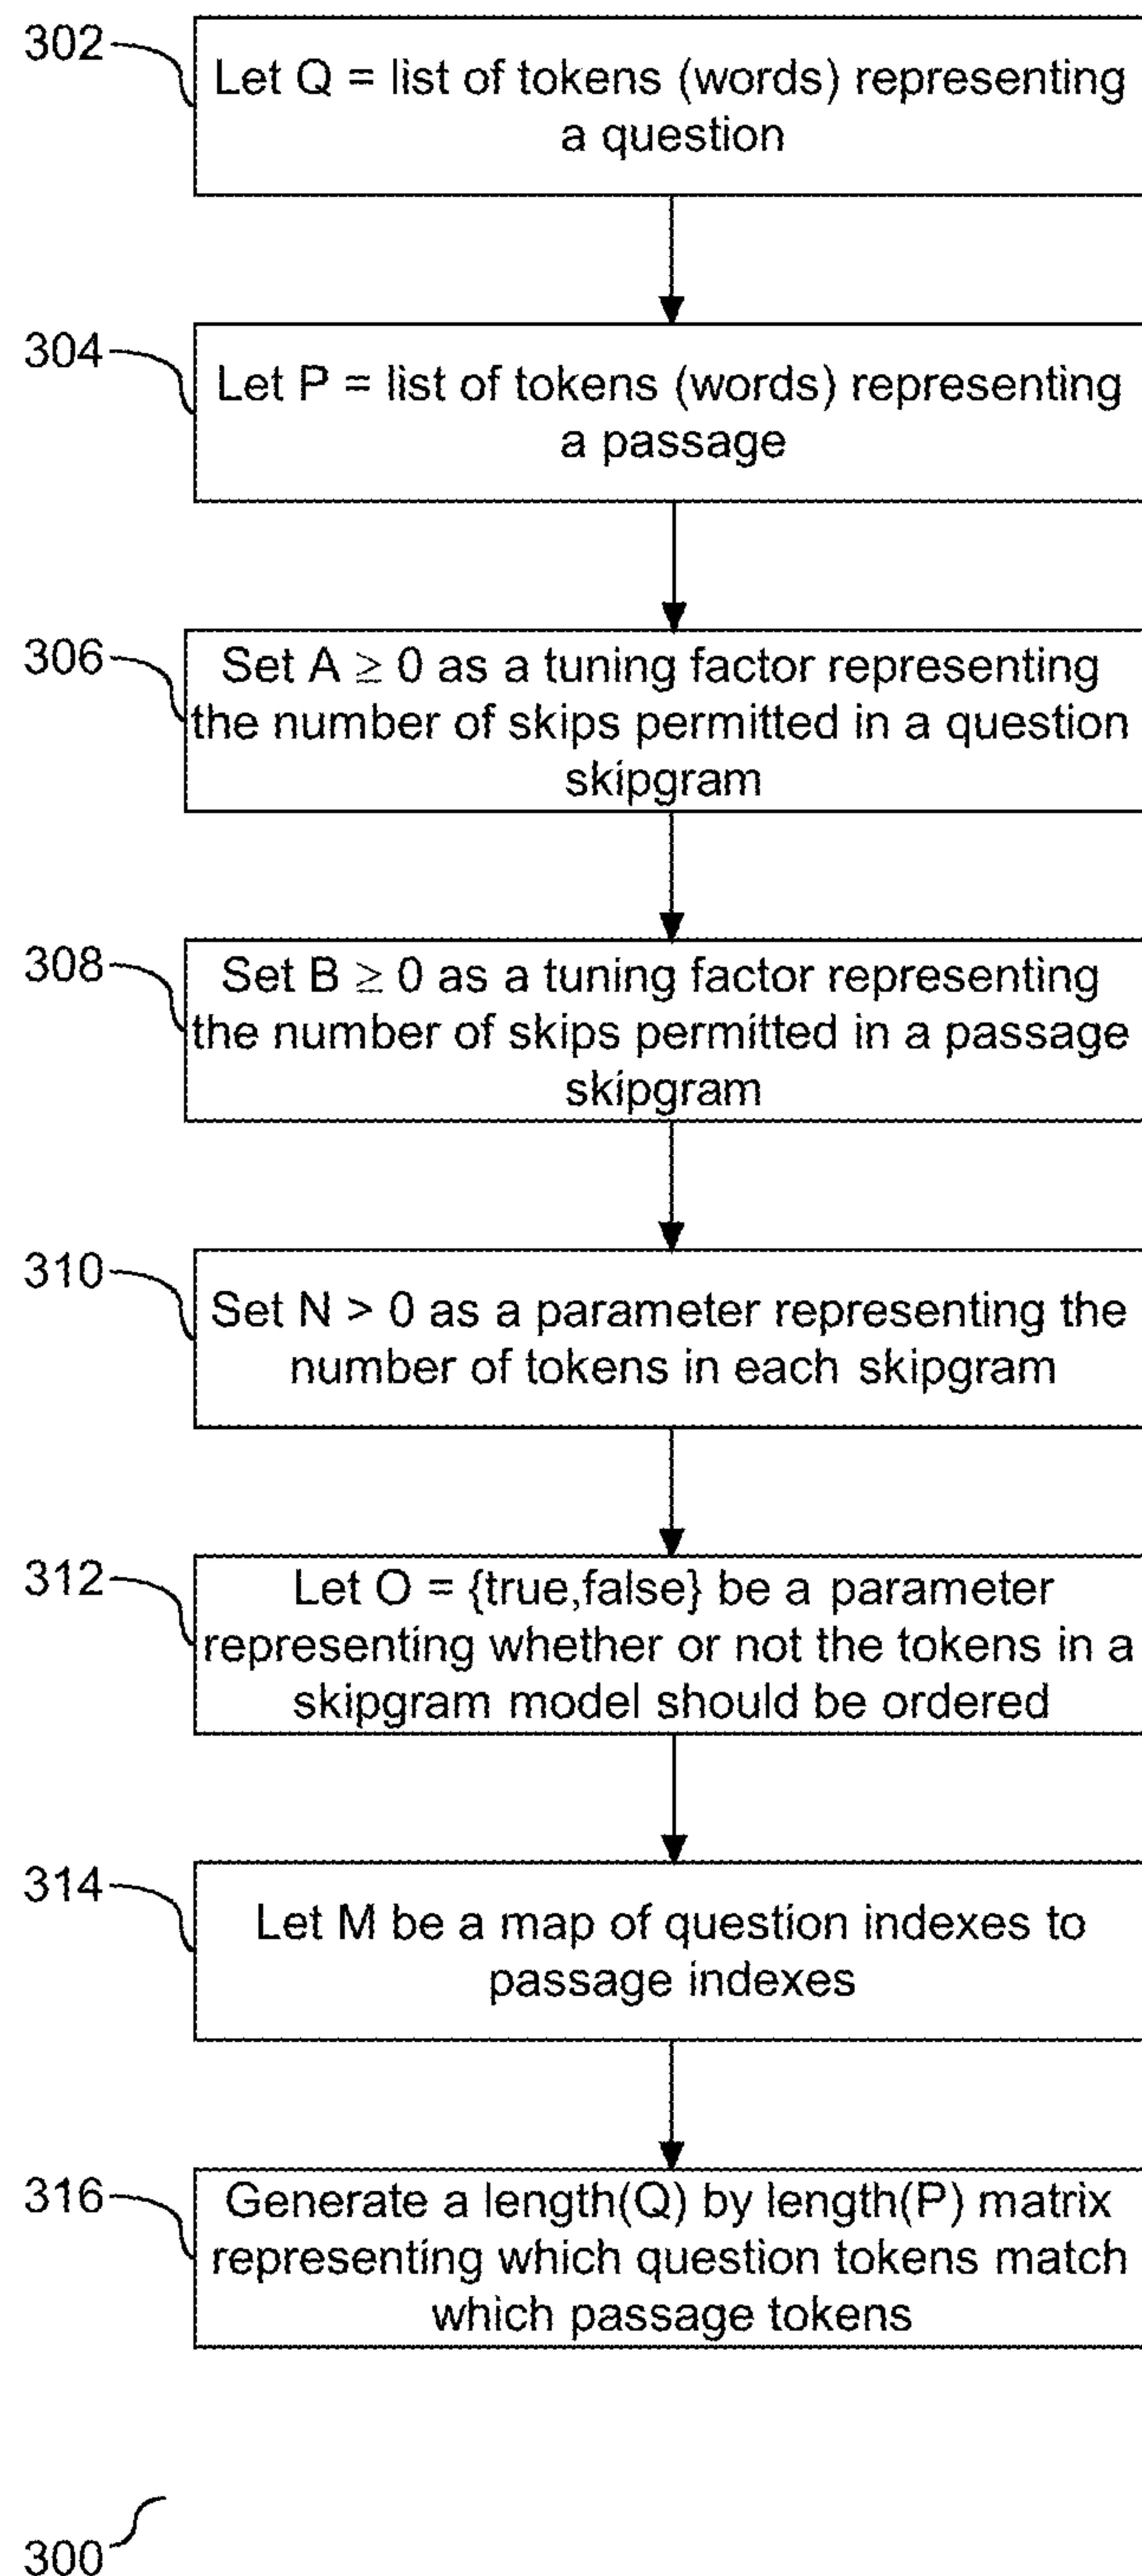 302
Let Q = list of tokens (words) representing
a question
304
Let P = list of tokens (words) representing
a passage
306
Set A ≥ 0 as a tuning factor representing
the number of skips permitted in a question
skipgram
308
Set B ≥ 0 as a tuning factor representing
the number of skips permitted in a passage
skipgram
310
Set N > 0 as a parameter representing the
number of tokens in each skipgram
312
Let O = {true,false} be a parameter
representing whether or not the tokens in a
skipgram model should be ordered
314
Let M be a map of question indexes to
passage indexes
316
Generate a length(Q) by length(P) matrix
representing which question tokens match
which passage tokens
300